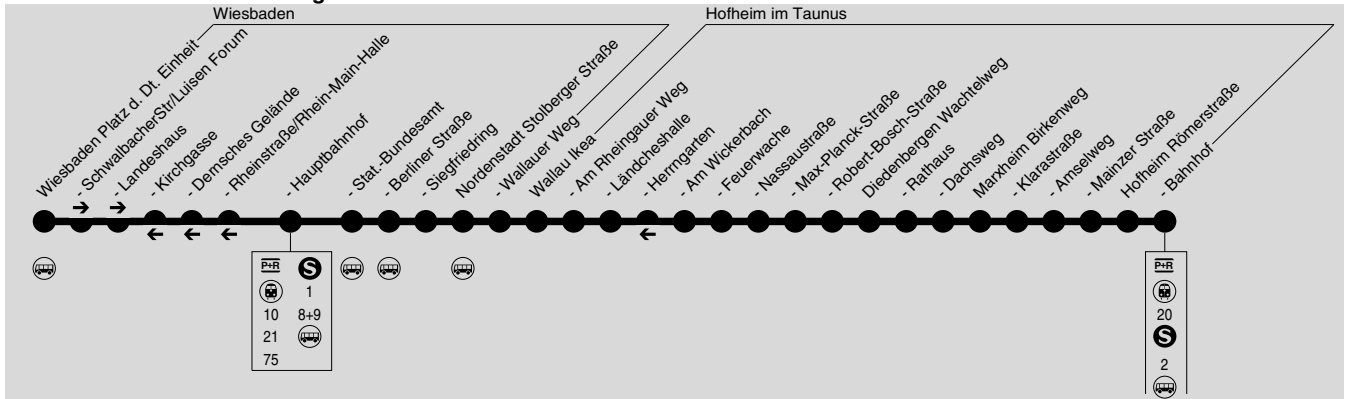 Wiesbaden
Hofheim im Taunus
Wiesbaden Platz d. Dt. Einheit
- SchwalbacherStr/Luisen Forum
- Landeshaus
- Kirchgasse
- Dernsches Gelände
- Rheinstraße/Rhein-Main-Halle
- Hauptbahnhof
- Stat.-Bundesamt
- Berliner Straße
- Siegfriedring
Nordenstadt Stolberger Straße
- Wallauer Weg
Wallau Ikea
- Am Rheingauer Weg
- Ländcheshalle
- Herrngarten
- Am Wickerbach
- Feuerwache
- Nassaustraße
- Max-Planck-Straße
- Robert-Bosch-Straße
Diedenbergen Wachtelweg
- Rathaus
- Dachsweg
Marxheim Birkenweg
- Klarastraße
- Amselweg
- Mainzer Straße
Hofheim Römerstraße
- Bahnhof
P+R S
1
10 8+9
21
75
P+R
20
S
2